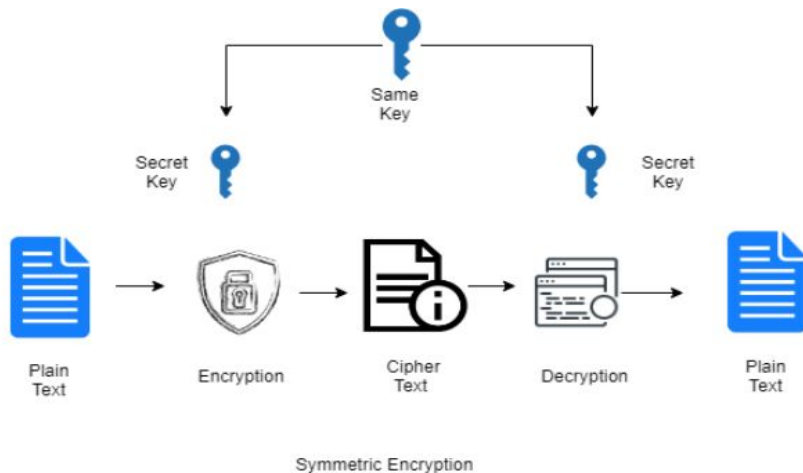 Same
Key
Secret
Key
Secret
Key
Plain
Text
Encryption
Cipher
Text
Decryption
Plain
Text
Symmetric Encryption